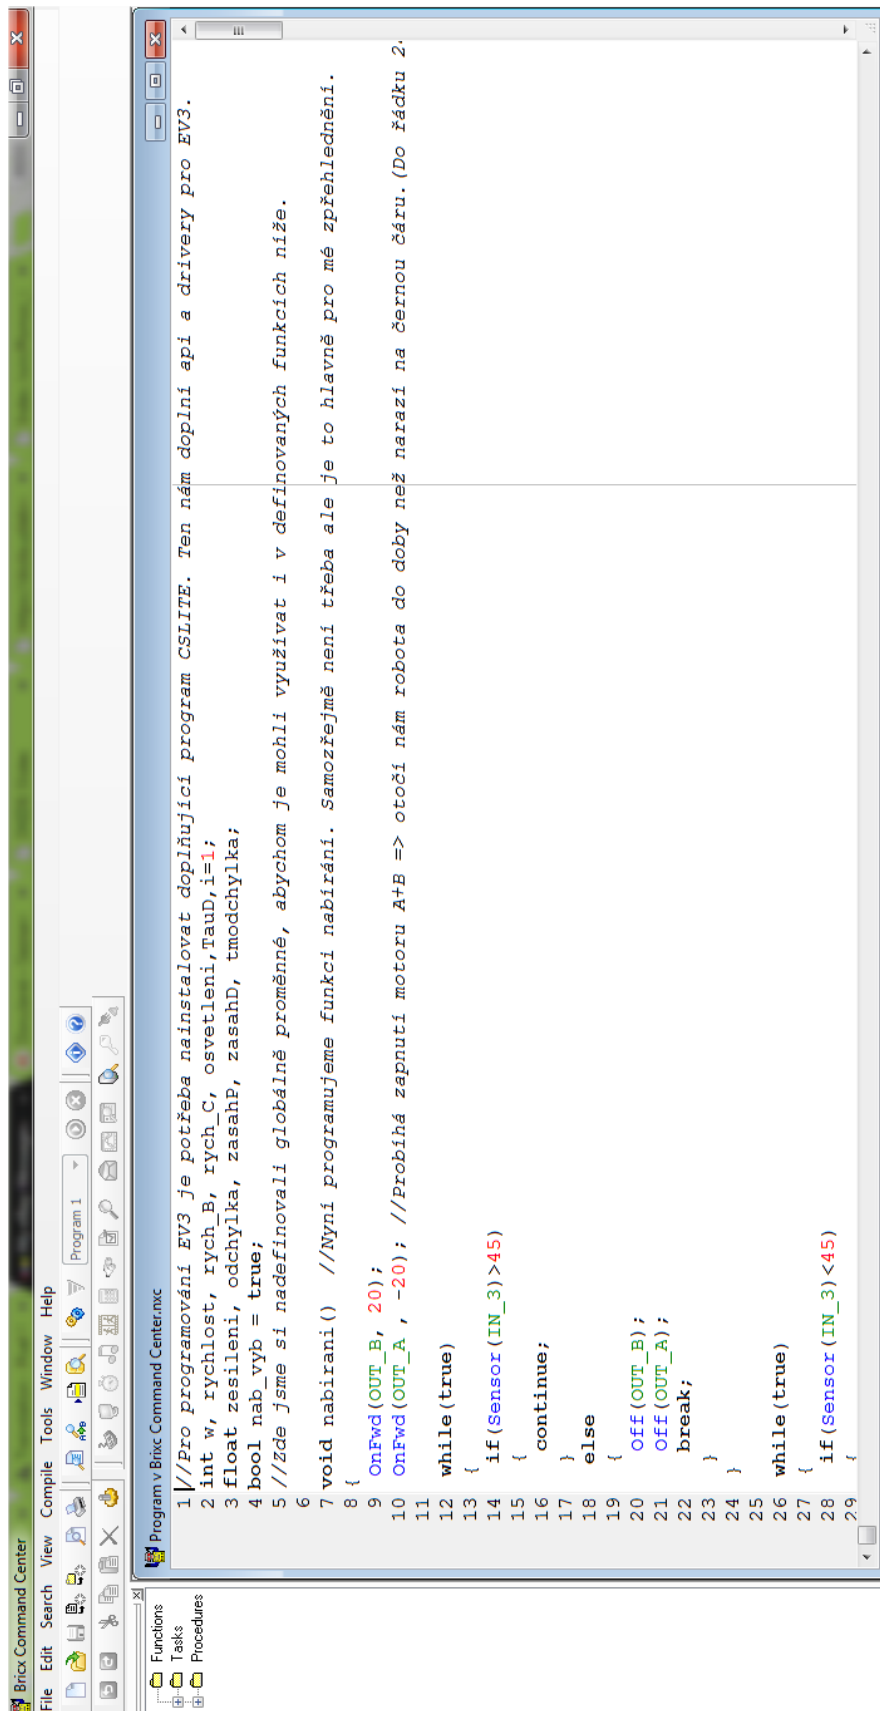 Bricx Command Center
File Edit Search View Compile Tools Window Help
Program 1
Functions
Tasks
Procedures
Program v Brixc Command Center.nxc
1 //Pro programování EV3 je potřeba nainstalovat doplňující program CSLITE. Ten nám doplní api a drivery pro EV3.
2 int w, rychlost, rych_B, rych_C, osvetleni,TauD,i=1;
3 float zesileni, odchylka, zasahP, zasahD, tmodchylka;
4 bool nab_vyb = true;
5 //Zde jsme si nadefinovali globálně proměnné, abychom je mohli využívat i v definovaných funkcích níže.
6
7 void nabirani() //Nyní programujeme funkci nabírání. Samozřejmě není třeba ale je to hlavně pro mé zpřehlednění.
8 {
9 OnFwd(OUT_B, 20);
10 OnFwd(OUT_A , -20); //Probíhá zapnutí motoru A+B => otočí nám robota do doby než narazí na černou čáru.(Do řádku 2
11
12 while(true)
13 {
14 if(Sensor(IN_3)>45)
15 {
16 continue;
17 }
18 else
19 {
20 Off(OUT_B);
21 Off(OUT_A);
22 break;
23 }
24 }
25
26 while(true)
27 {
28 if(Sensor(IN_3)<45)
29 {